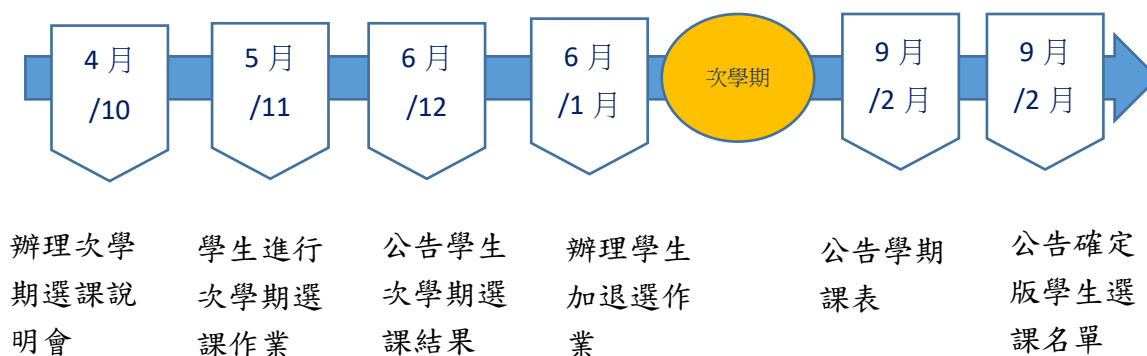 4 月
/10
5 月
/11
6 月
/12
6 月
/1 月
次學期
9 月
/2 月
9 月
/2 月
辦理次學
期選課說
明會
學生進行
次學期選
課作業
公告學生
次學期選
課結果
辦理學生
加退選作
業
公告學期
課表
公告確定
版學生選
課名單